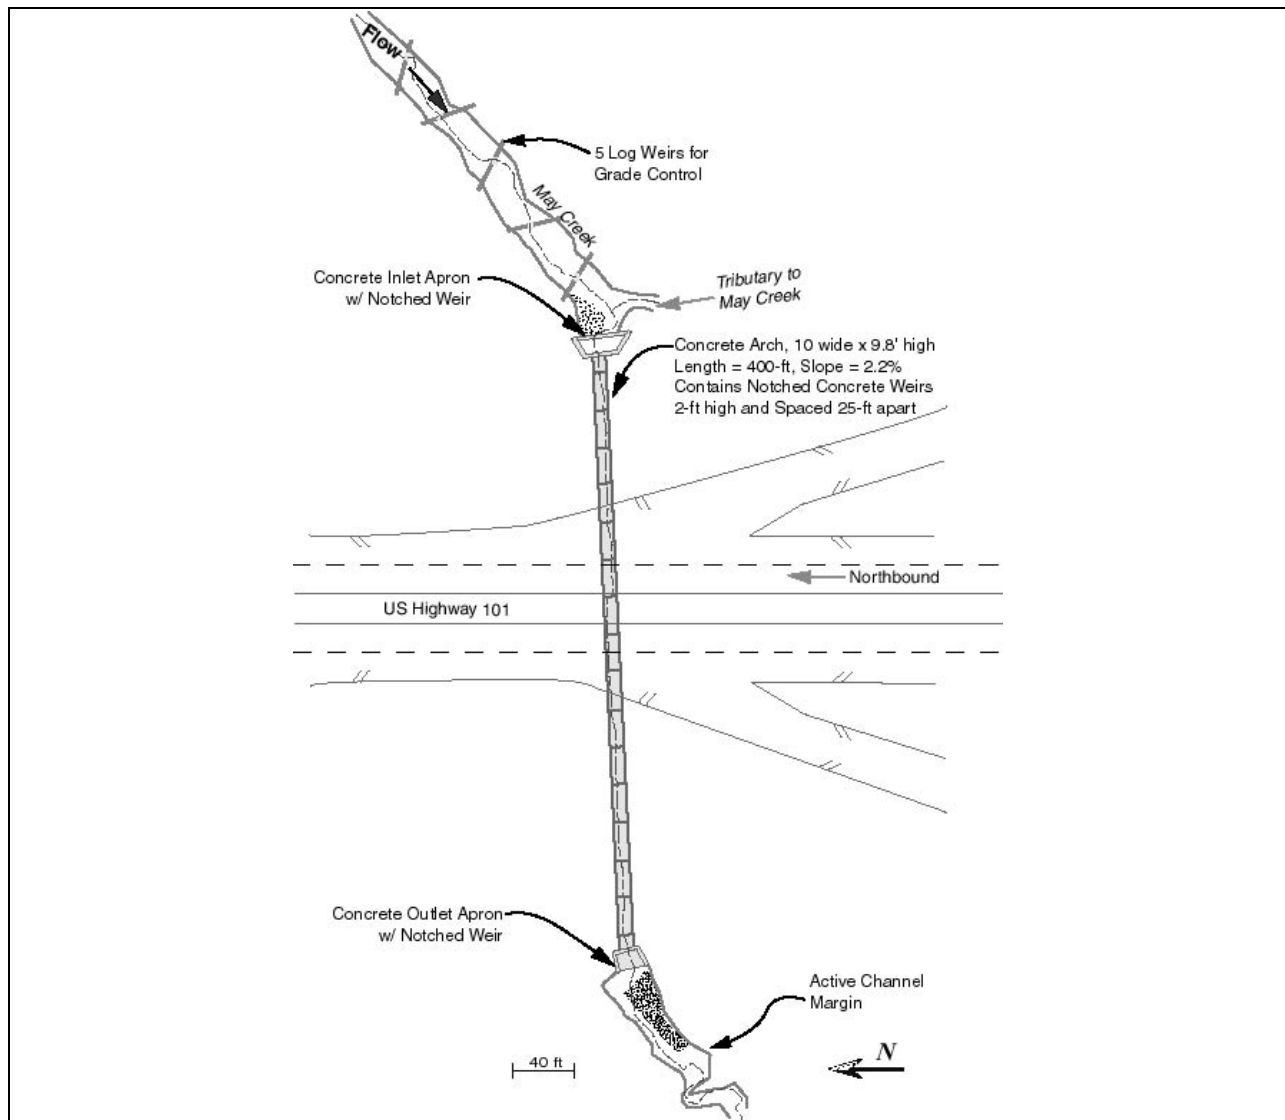 Flow
5 Log Weirs for
Grade Control
May Creek
Concrete Inlet Apron
w/ Notched Weir
Tributary to
May Creek
Concrete Arch, 10 wide x 9.8' high
Length = 400-ft, Slope = 2.2%
Contains Notched Concrete Weirs
2-ft high and Spaced 25-ft apart
Northbound
US Highway 101
Concrete Outlet Apron
w/ Notched Weir
Active Channel
Margin
40 ft
N